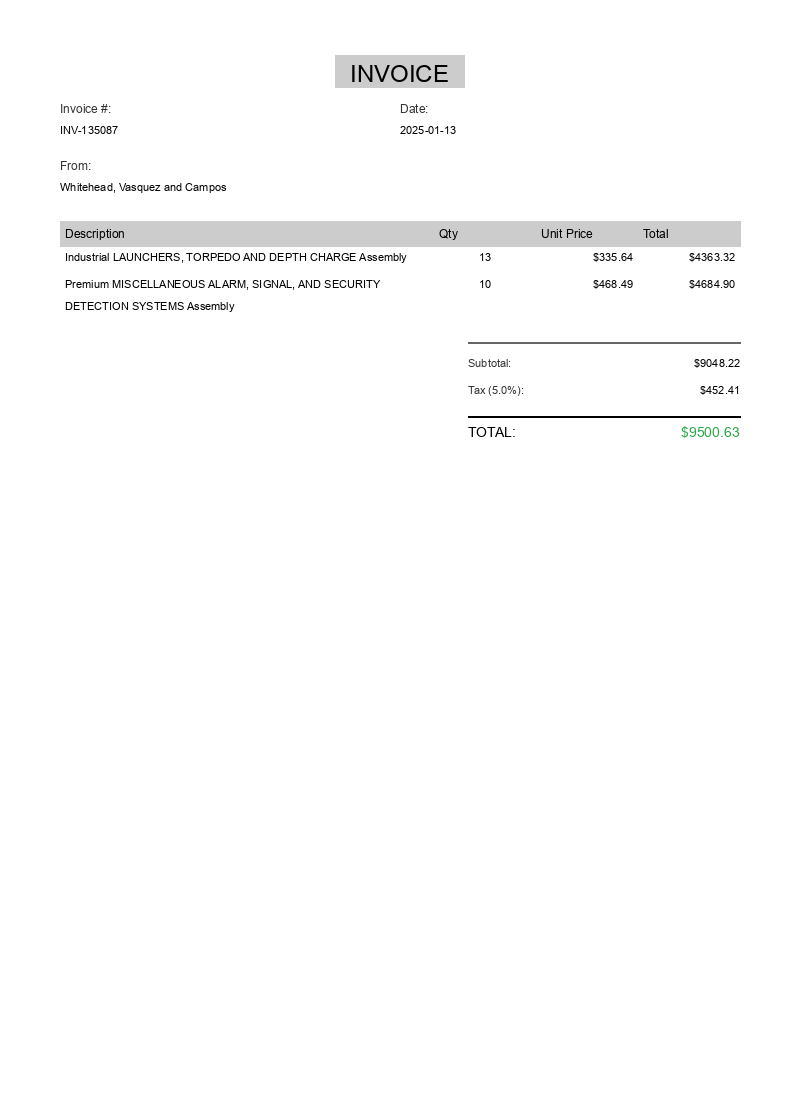 INVOICE
Invoice #: Date:
INV-135087 2025-01-13
From:
Whitehead, Vasquez and Campos
Description Qty Unit Price Total
Industrial LAUNCHERS, TORPEDO AND DEPTH CHARGE Assembly 13 $335.64 $4363.32
Premium MISCELLANEOUS ALARM, SIGNAL, AND SECURITY 10 $468.49 $4684.90
DETECTION SYSTEMS Assembly
Subtotal: $9048.22
Tax (5.0%): $452.41
TOTAL: $9500.63